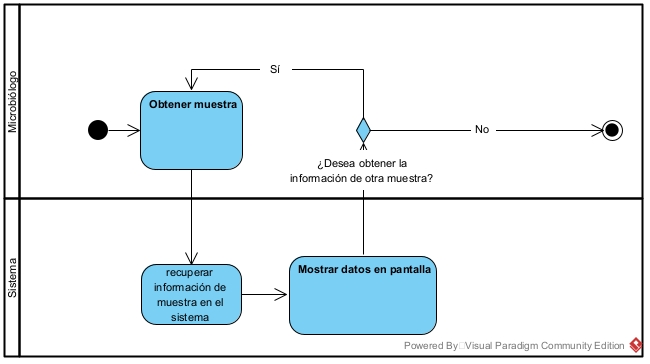 Microbiólogo
Sí
Obtener muestra
No
¿Desea obtener la
información de otra muestra?
Sistema
recuperar
información de
muestra en el
sistema
Mostrar datos en pantalla
Powered By Visual Paradigm Community Edition